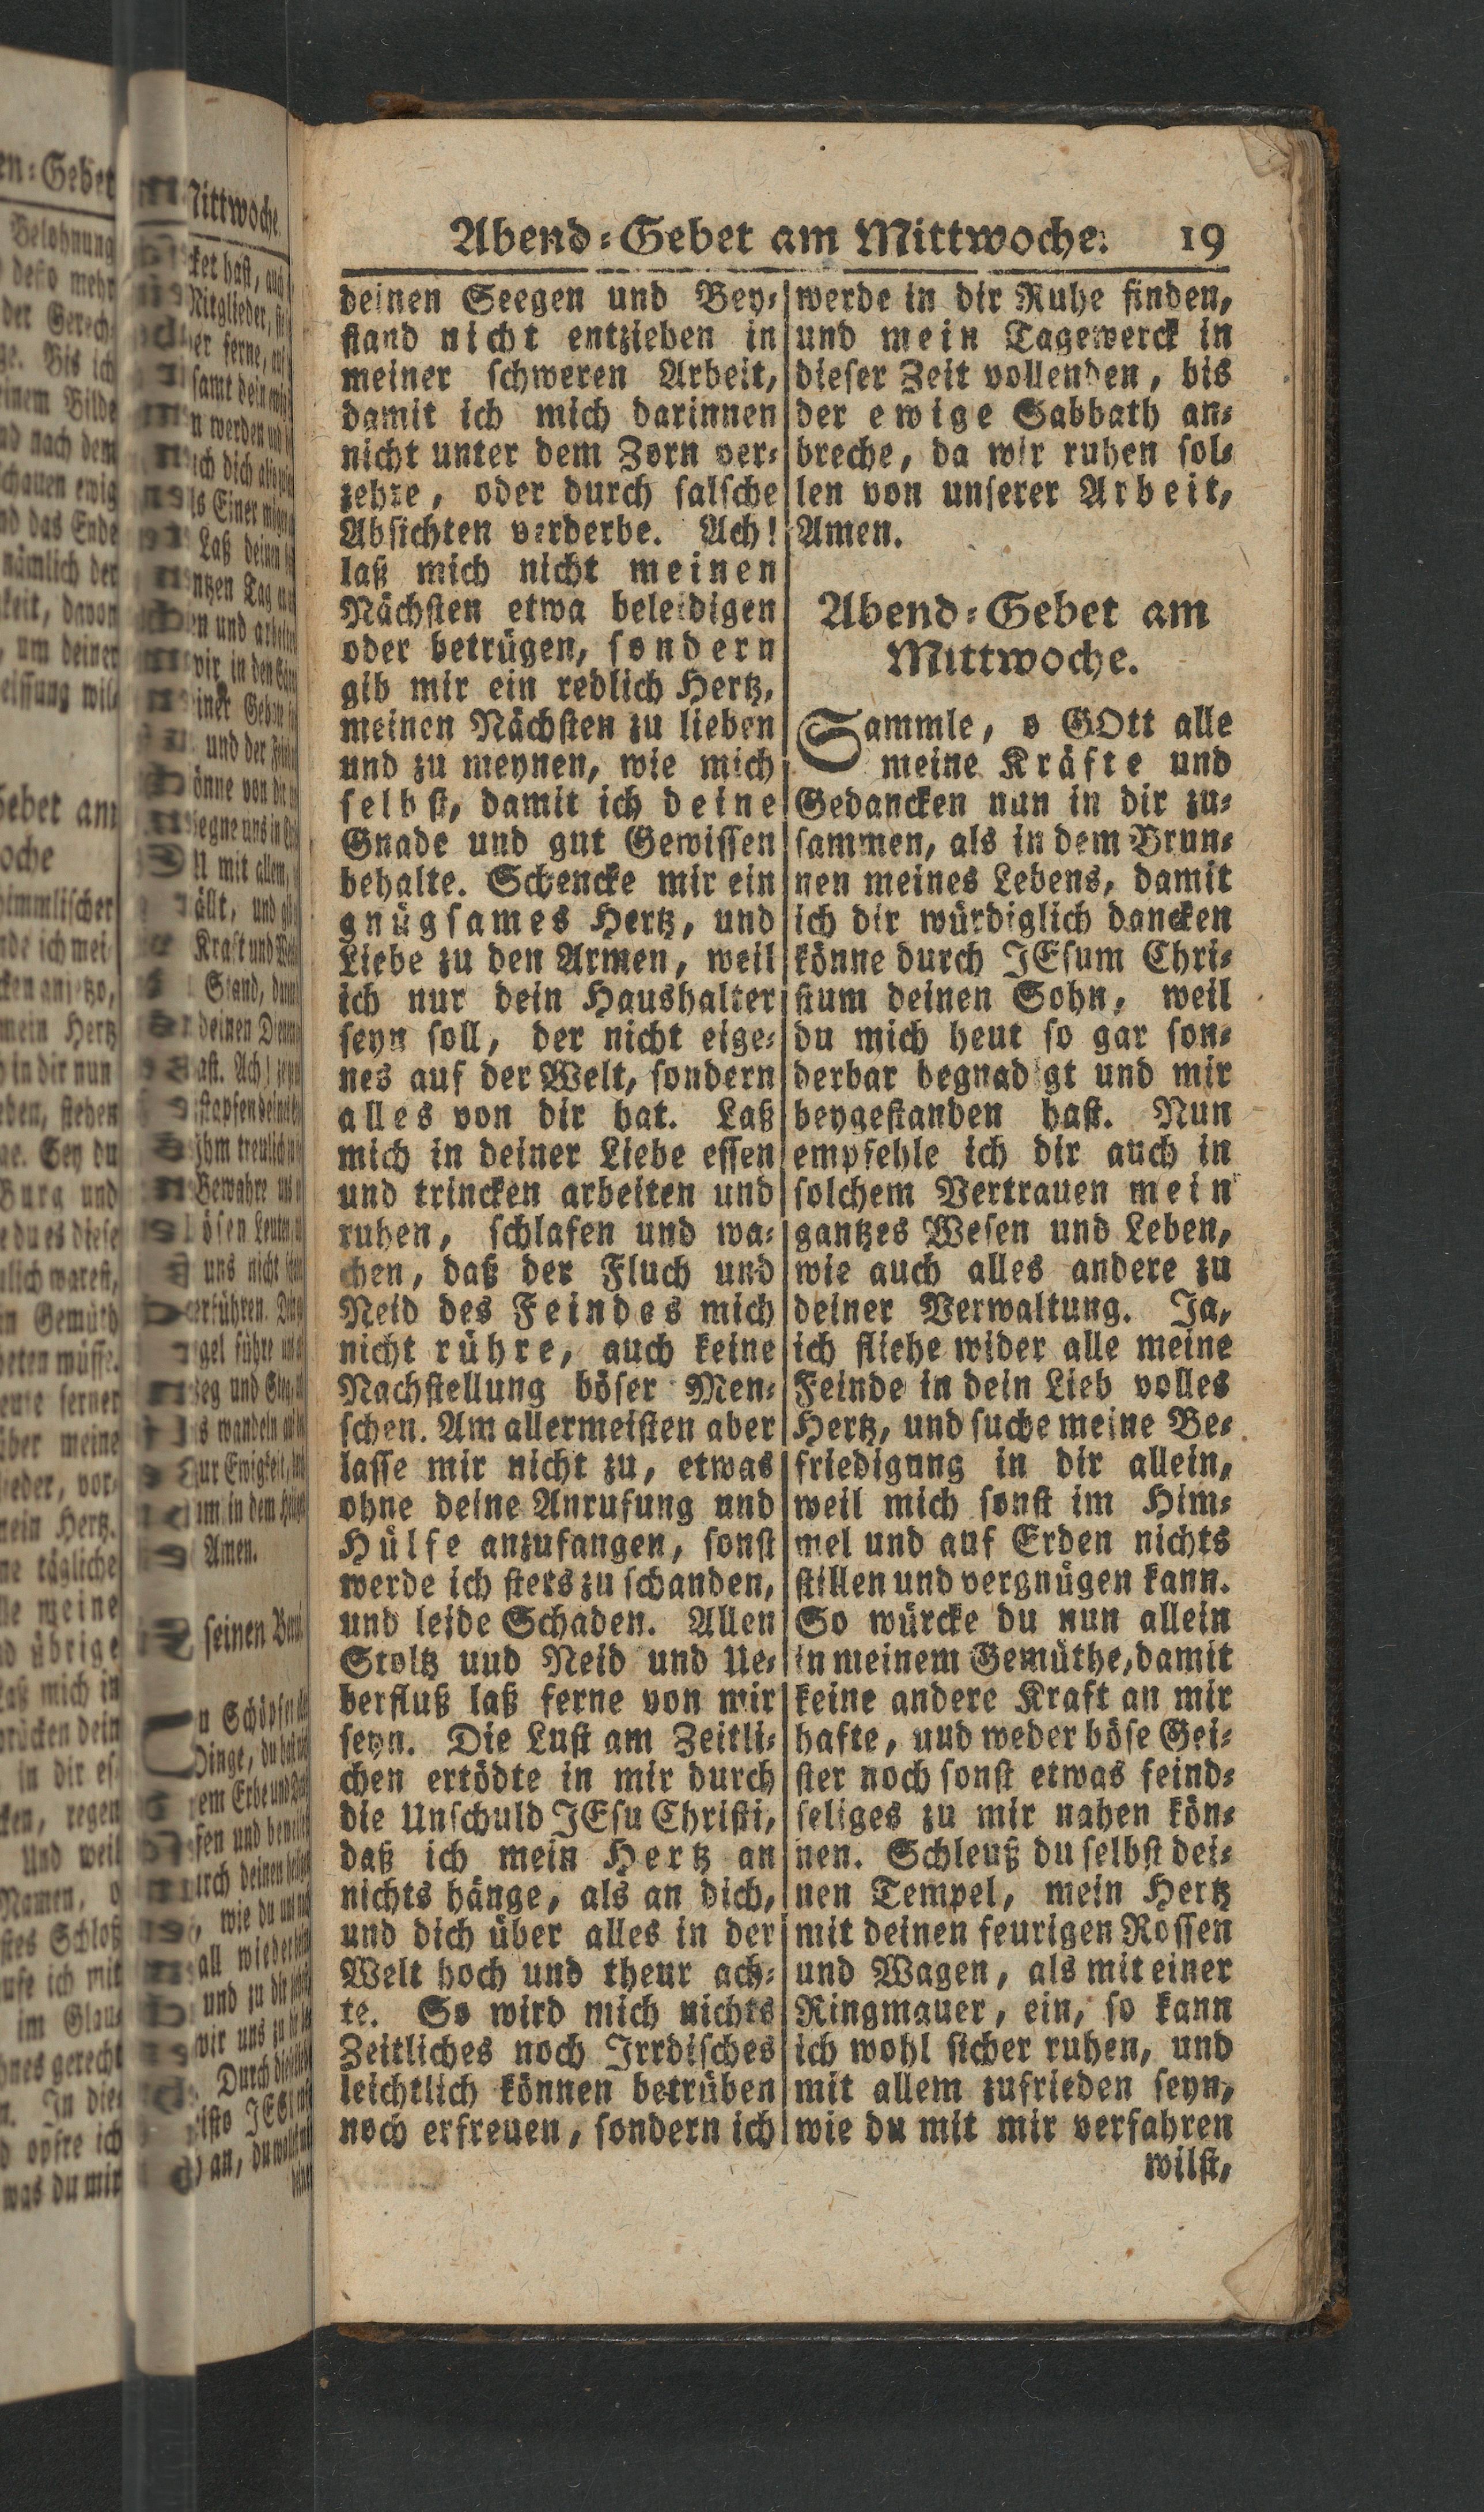 Abend-Gebet am Mittwoche. 19
deinen Seegen und Bey-
stand nicht entziehen in
meiner schweren Arbeit,
damit ich mich darinnen
nicht unter dem Zorn ver-
zehre, oder durch falsche
Absichten verderbe. Ach!
laß mich nicht meinen
Nächsten etwa beleidigen
oder betrügen, sondern
gib mir ein redlich Hertz,
meinen Nächsten zu lieben
und zu meynen, wie mich
selbst, damit ich deine
Gnade und gut Gewissen
behalte. Schencke mir ein
gnügsames Hertz, und
Liebe zu den Armen, weil
ich nur dein Haushalter
seyn soll, der nicht eige-
nes auf der Welt, sondern
alles von dir hat. Laß
mich in deiner Liebe essen
und trincken arbeiten und
ruhen, schlafen und wa-
chen, daß der Fluch und
Neid des Feindes mich
nicht rühre, auch keine
Nachstellung böser Men-
schen. Am allermeisten aber
lasse mir nicht zu, etwas
ohne deine Anrufung und
Hülfe anzufangen, sonst
werde ich stets zu schanden,
und leide Schaden. Allen
Stoltz uud Neid und Ue-
berfluß laß ferne von mir
seyn. Die Lust am Zeitli-
chen ertödte in mir durch
die Unschuld JEsu Christi,
daß ich mein Hertz an
nichts hänge, als an dich,
und dich über alles in der
Welt hoch und theur ach-
te. So wird mich nichts
Zeitliches noch Irrdisches
leichtlich können betrüben
noch erfreuen, sondern ich
werde in dir Ruhe finden,
und mein Tagewerck in
dieser Zeit vollenden, bis
der ewige Sabbath an-
breche, da wir ruhen sol-
len von unserer Arbeit,
Amen.
Abend-Gebet am
Mittwoche.
Sammle, o GOtt alle
meine Kräfte und
Gedancken nun in dir zu-
sammen, als in dem Brun-
nen meines Lebens, damit
ich dir würdiglich dancken
könne durch JEsum Chri-
stum deinen Sohn, weil
du mich heut so gar son-
derbar begnadigt und mir
beygestanden hast. Nun
empfehle ich dir auch in
solchem Vertrauen mein
gantzes Wesen und Leben,
wie auch alles andere zu
deiner Verwaltung. Ja,
ich fliehe wider alle meine
Feinde in dein Lieb volles
Hertz, und suche meine Be-
friedigung in dir allein,
weil mich sonst im Him-
mel und auf Erden nichts
stillen und vergnügen kann.
So würcke du nun allein
in meinem Gemüthe, damit
keine andere Kraft an mir
hafte, uud weder böse Gei-
ster noch sonst etwas feind-
seliges zu mir nahen kön-
nen. Schleuß du selbst dei-
nen Tempel, mein Hertz
mit deinen feurigen Rossen
und Wagen, als mit einer
Ringmauer, ein, so kann
ich wohl sicher ruhen, und
mit allem zufrieden seyn,
wie du mit mir verfahren
wilst,